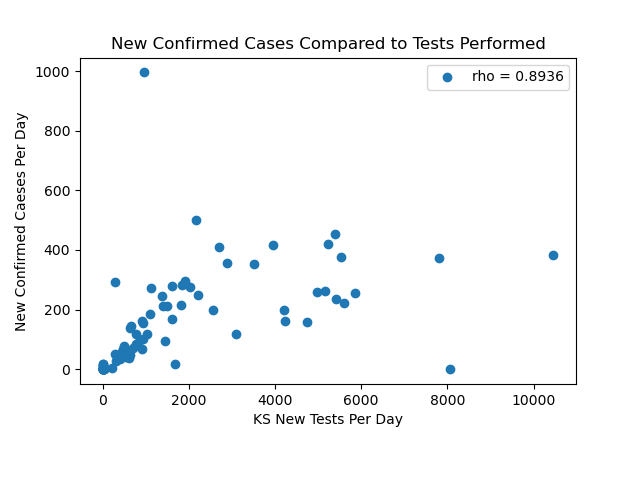 New Confirmed Cases Compared to Tests Performed
rho = 0.8936
1000
800
600
400
200
0
New Confirmed Caeses Per Day
0 2000 4000 6000 8000 10000
KS New Tests Per Day